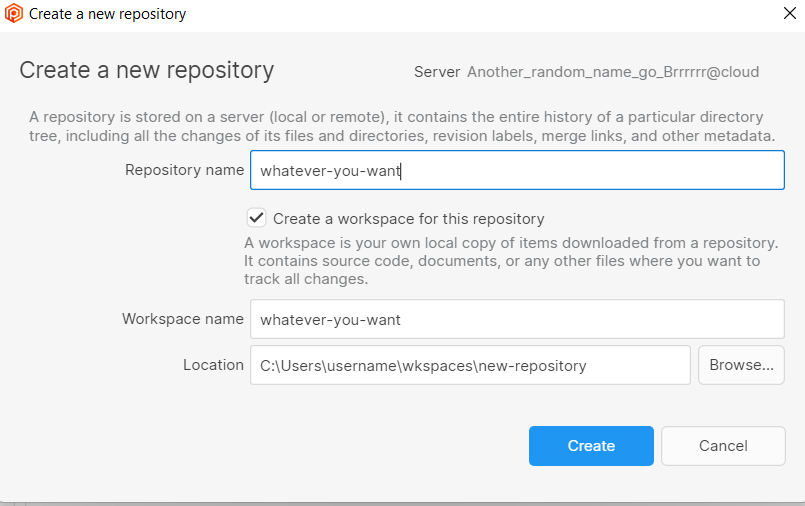 Create a new repository
Create a new repository
Server Another_random_name_go_Brrrrrr@cloud
A repository is stored on a server (local or remote), it contains the entire history of a particular directory
tree, including all the changes of its files and directories, revision labels, merge links, and other metadata.
Repository name whatever-you-want
Create a workspace for this repository
A workspace is your own local copy of items downloaded from a repository.
It contains source code, documents, or any other files where you want to
track all changes.
Workspace name whatever-you-want
Location C:\Users\username\wkspaces\new-repository Browse...
Create Cancel